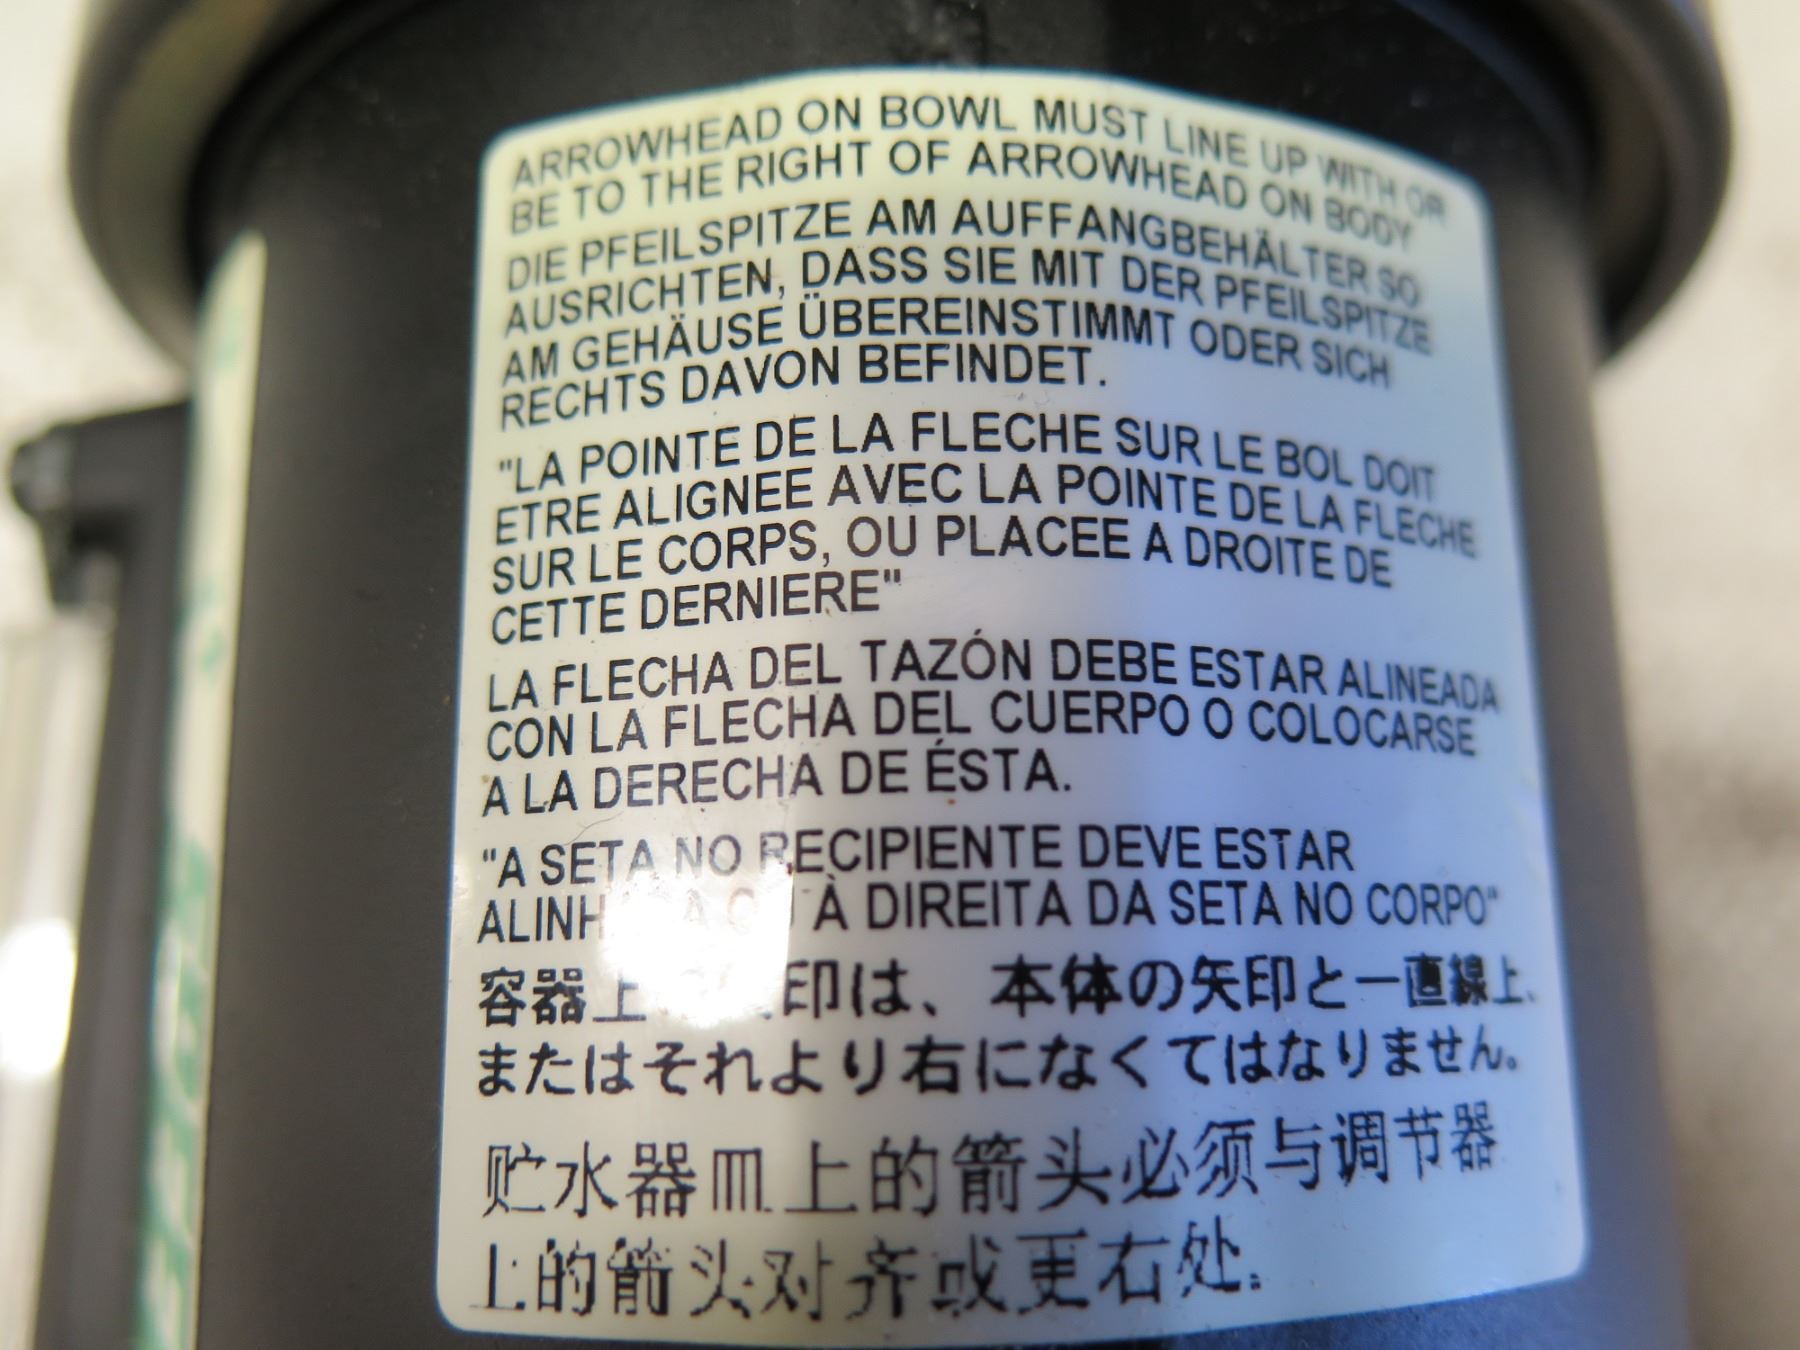 ARROWHEAD ON BOWL MUST LINE UP WITH OR
BE TO THE RIGHT OF ARROWHEAD ON BODY
DIE PFEILSPITZE AM AUFFANGBEHÄLTER SO
AUSRICHTEN, DASS SIE MIT DER PFEILSPITZE
AM GEHÄUSE ÜBEREINSTIMMT ODER SICH
RECHTS DAVON BEFINDET.
"LA POINTE DE LA FLECHE SUR LE BOL DOIT
ETRE ALIGNEE AVEC LA POINTE DE LA FLECHE
SUR LE CORPS, OU PLACEE A DROITE DE
CETTE DERNIERE"
LA FLECHA DEL TAZÓN DEBE ESTAR ALINEADA
CON LA FLECHA DEL CUERPO O COLOCARSE
A LA DERECHA DE ÉSTA.
"A SETA NO RECIPIENTE DEVE ESTAR
À DIREITA DA SETA NO CORPO"
容器上 印は、本体の矢印と一直線上、
またはそれより右になくてはなりません。
贮水器皿上的箭头必须与调节器
上的箭头对齐或更右处.